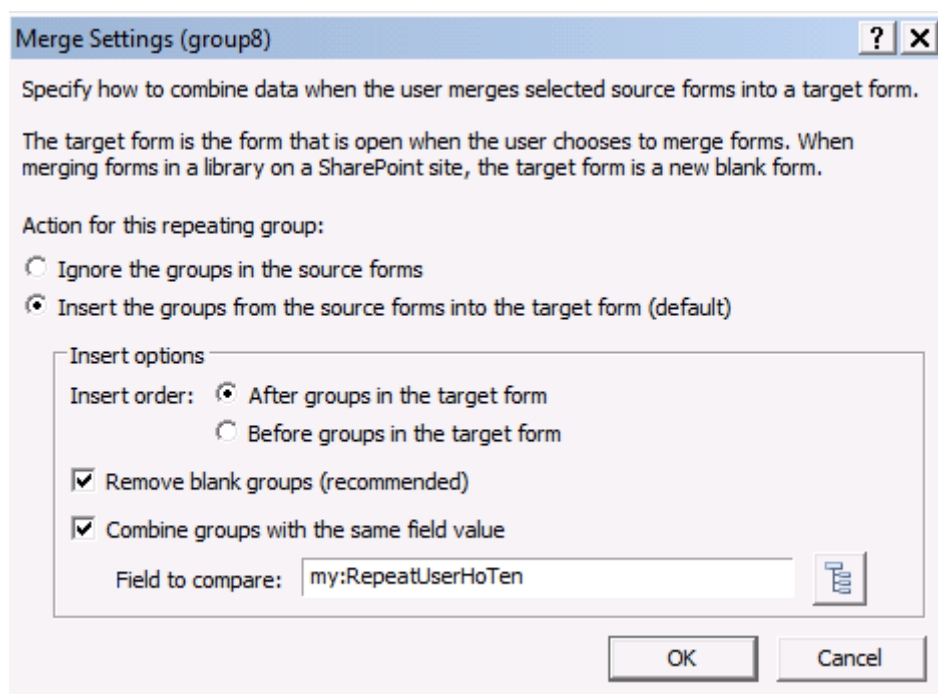 Merge Settings (group8)
Specify how to combine data when the user merges selected source forms into a target form.
The target form is the form that is open when the user chooses to merge forms. When
merging forms in a library on a SharePoint site, the target form is a new blank form.
Action for this repeating group:
Ignore the groups in the source forms
Insert the groups from the source forms into the target form (default)
Insert options
Insert order: After groups in the target form
Before groups in the target form
Remove blank groups (recommended)
Combine groups with the same field value
Field to compare: my:RepeatUserHoTen
OK Cancel